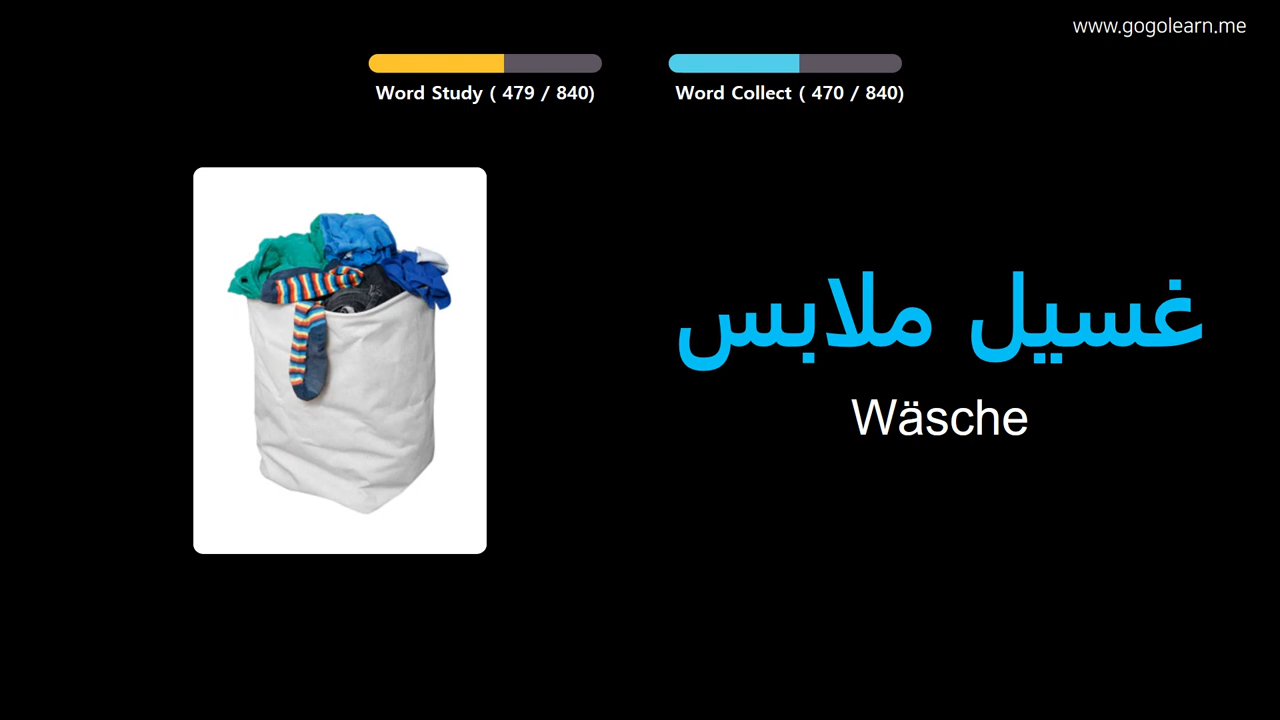 www.gogolearn.me
Word Study ( 479 / 840)
Word Collect ( 470 / 840)
غسيل ملابس
Wäsche